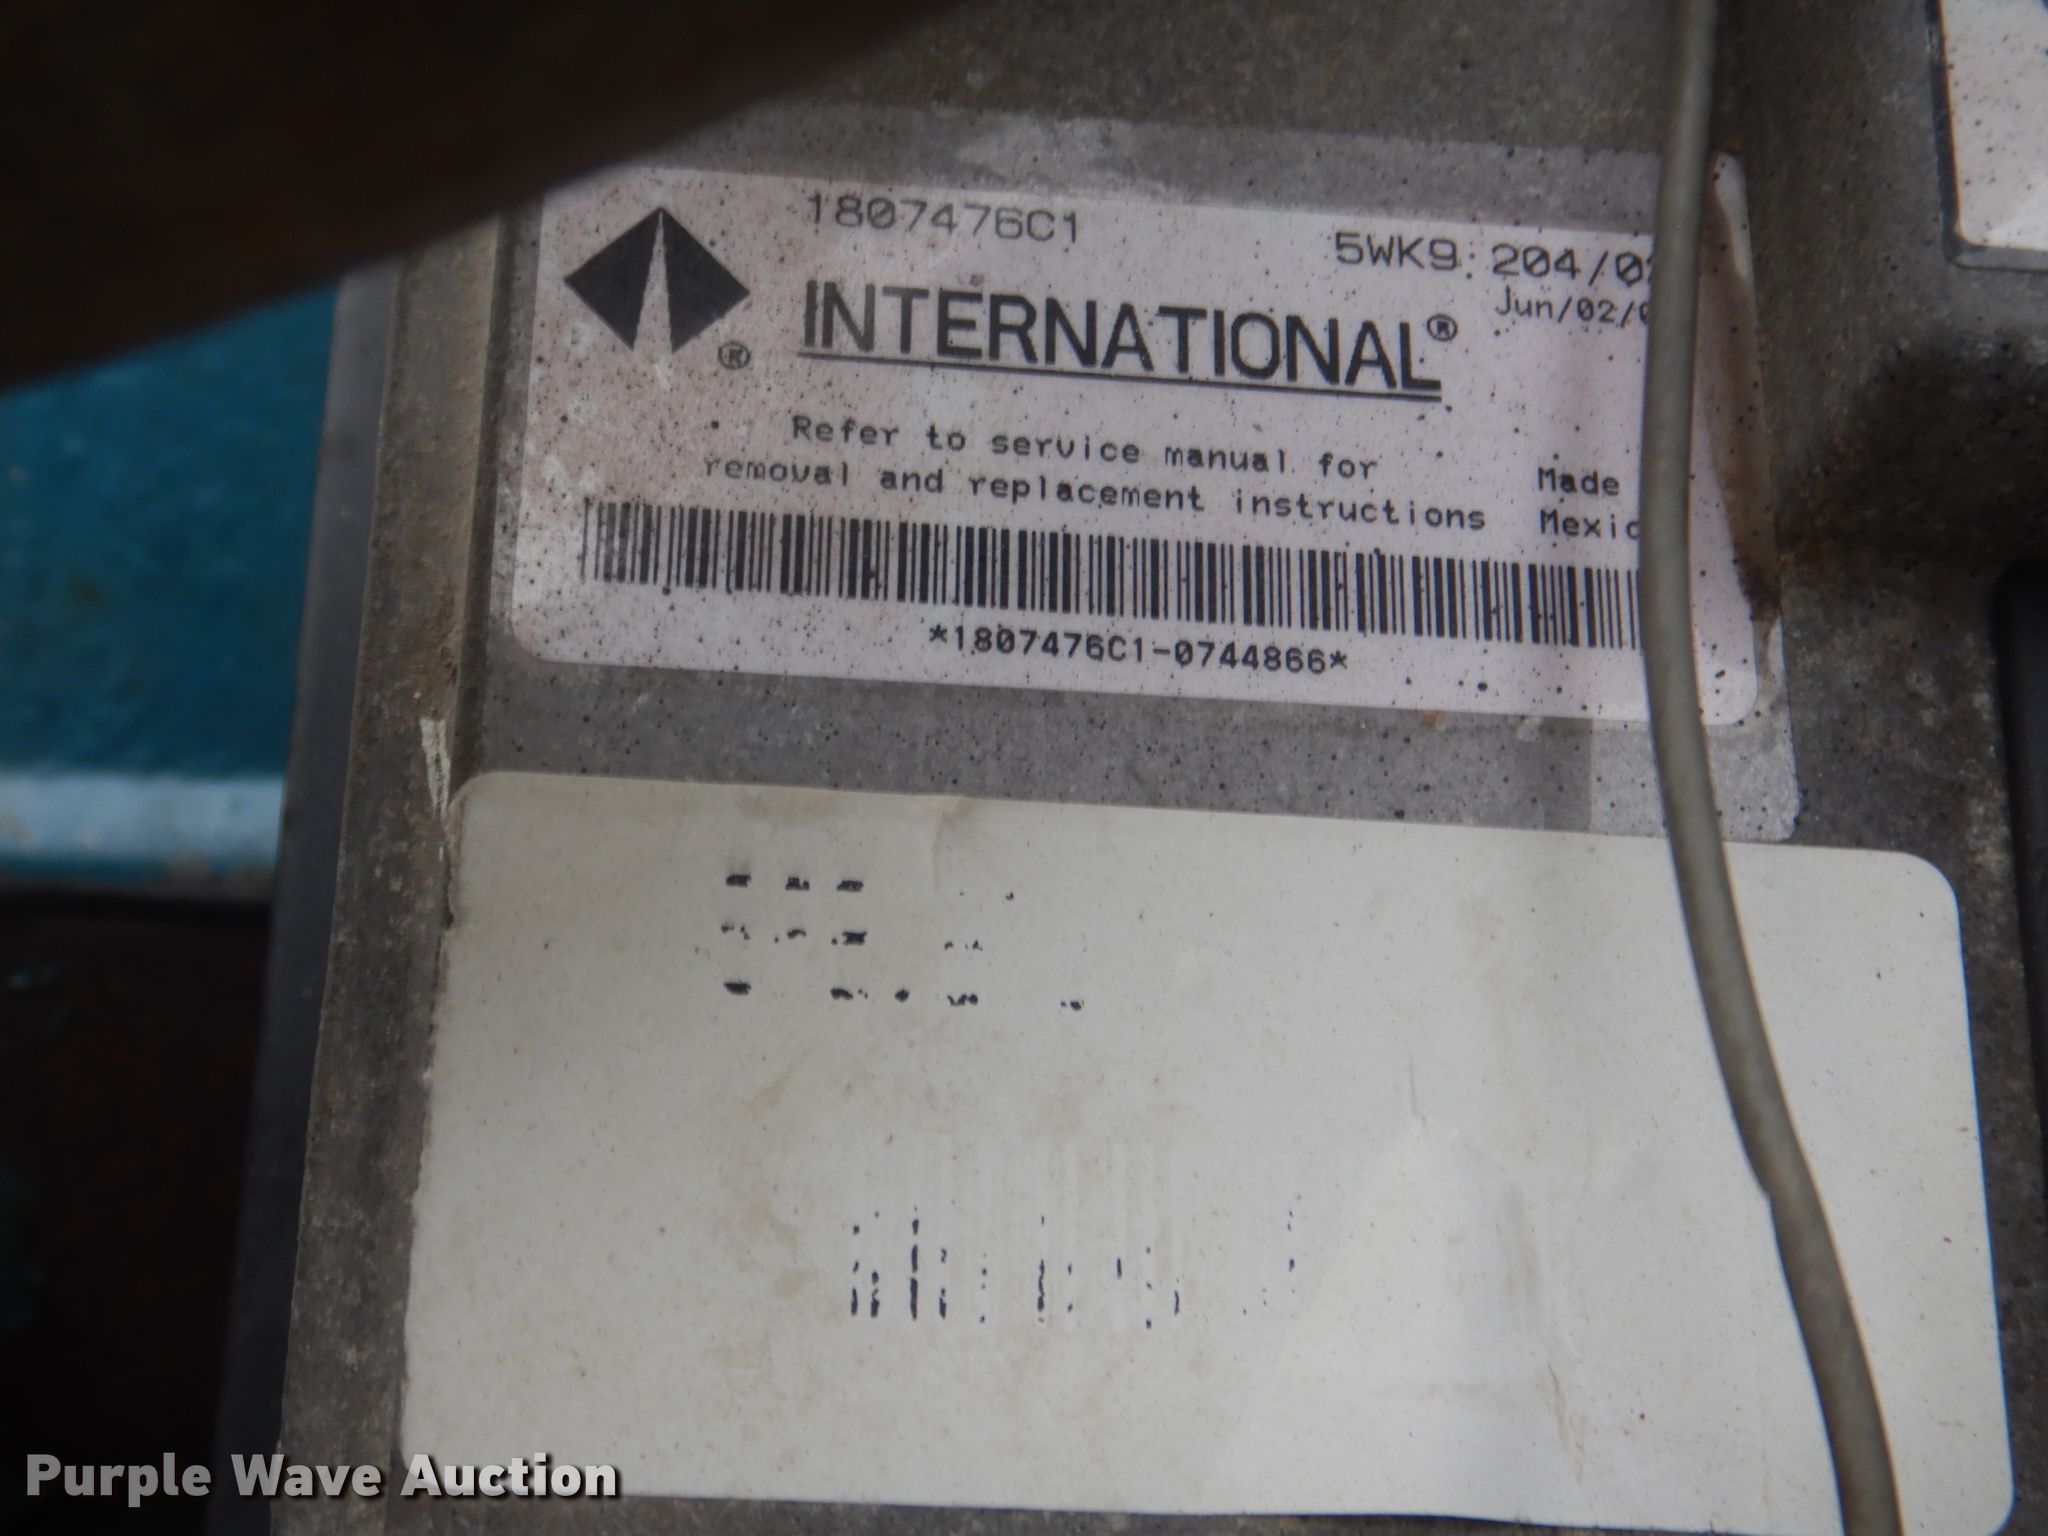 1807476C1
5WK9: 204/0
Jun/02/0
INTERNATIONAL®
®
Refer to service manual for
removal and replacement instructions
Made
Mexic
*1807476C1-0744866*
Purple Wave Auction